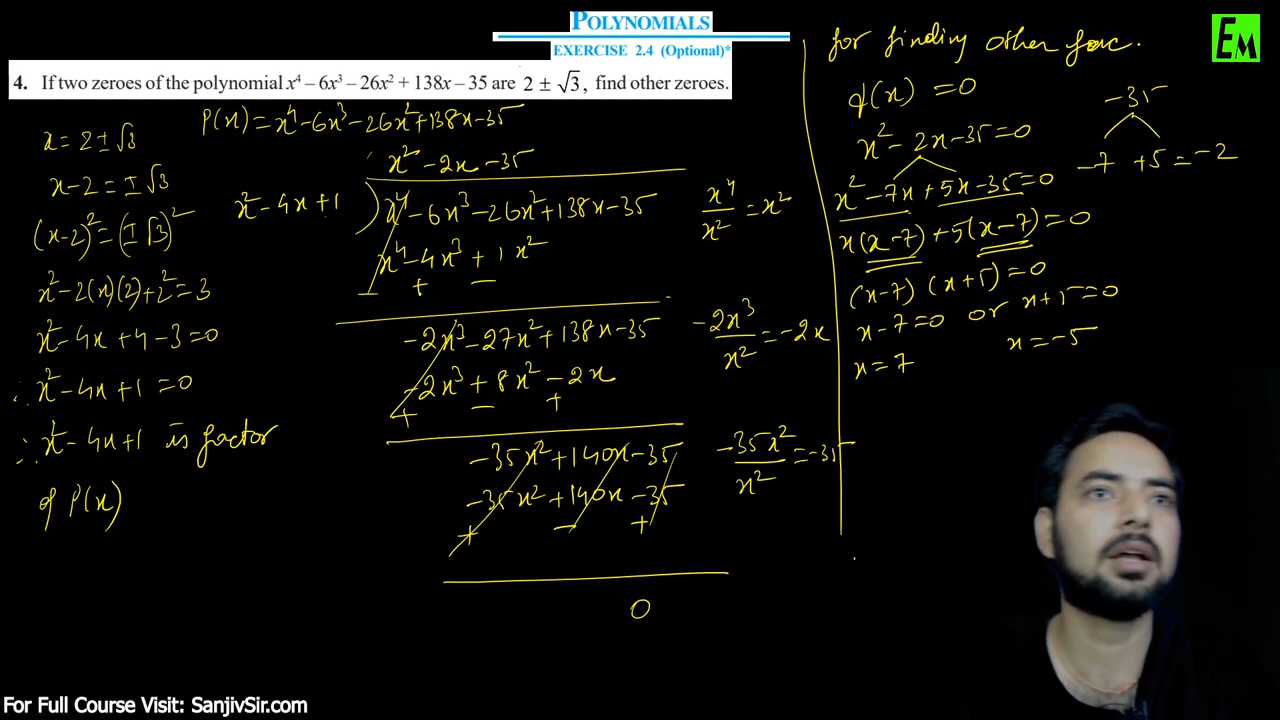 POLYNOMIALS
EXERCISE 2.4 (Optional)*
EM
4. If two zeroes of the polynomial x⁴ – 6x³ – 26x² + 138x – 35 are 2 ± √3, find other zeroes.
P(x) = x⁴-6x³-26x²+138x-35
x = 2 ± √3
x-2 = ± √3
(x-2)² = (± √3)²
x²-2(x)(2)+2² = 3
x²-4x+4-3=0
∴ x²-4x+1=0
∴ x²-4x+1 is factor
of P(x)
x²-2x-35
x²-4x+1 ) x⁴-6x³-26x²+138x-35
x⁴-4x³+1x²
- + -
-2x³-27x²+138x-35
-2x³+8x²-2x
+ - +
-35x²+140x-35
-35x²+140x-35
+ - +
0
x⁴/x² = x²
-2x³/x² = -2x
-35x²/x² = -35
for finding other
q(x) = 0
x²-2x-35=0
x²-7x+5x-35=0
x(x-7)+5(x-7)=0
(x-7) (x+5)=0
x-7=0 or x+5=0
x=7 x=-5
-35
-7 +5 = -2
For Full Course Visit: SanjivSir.com